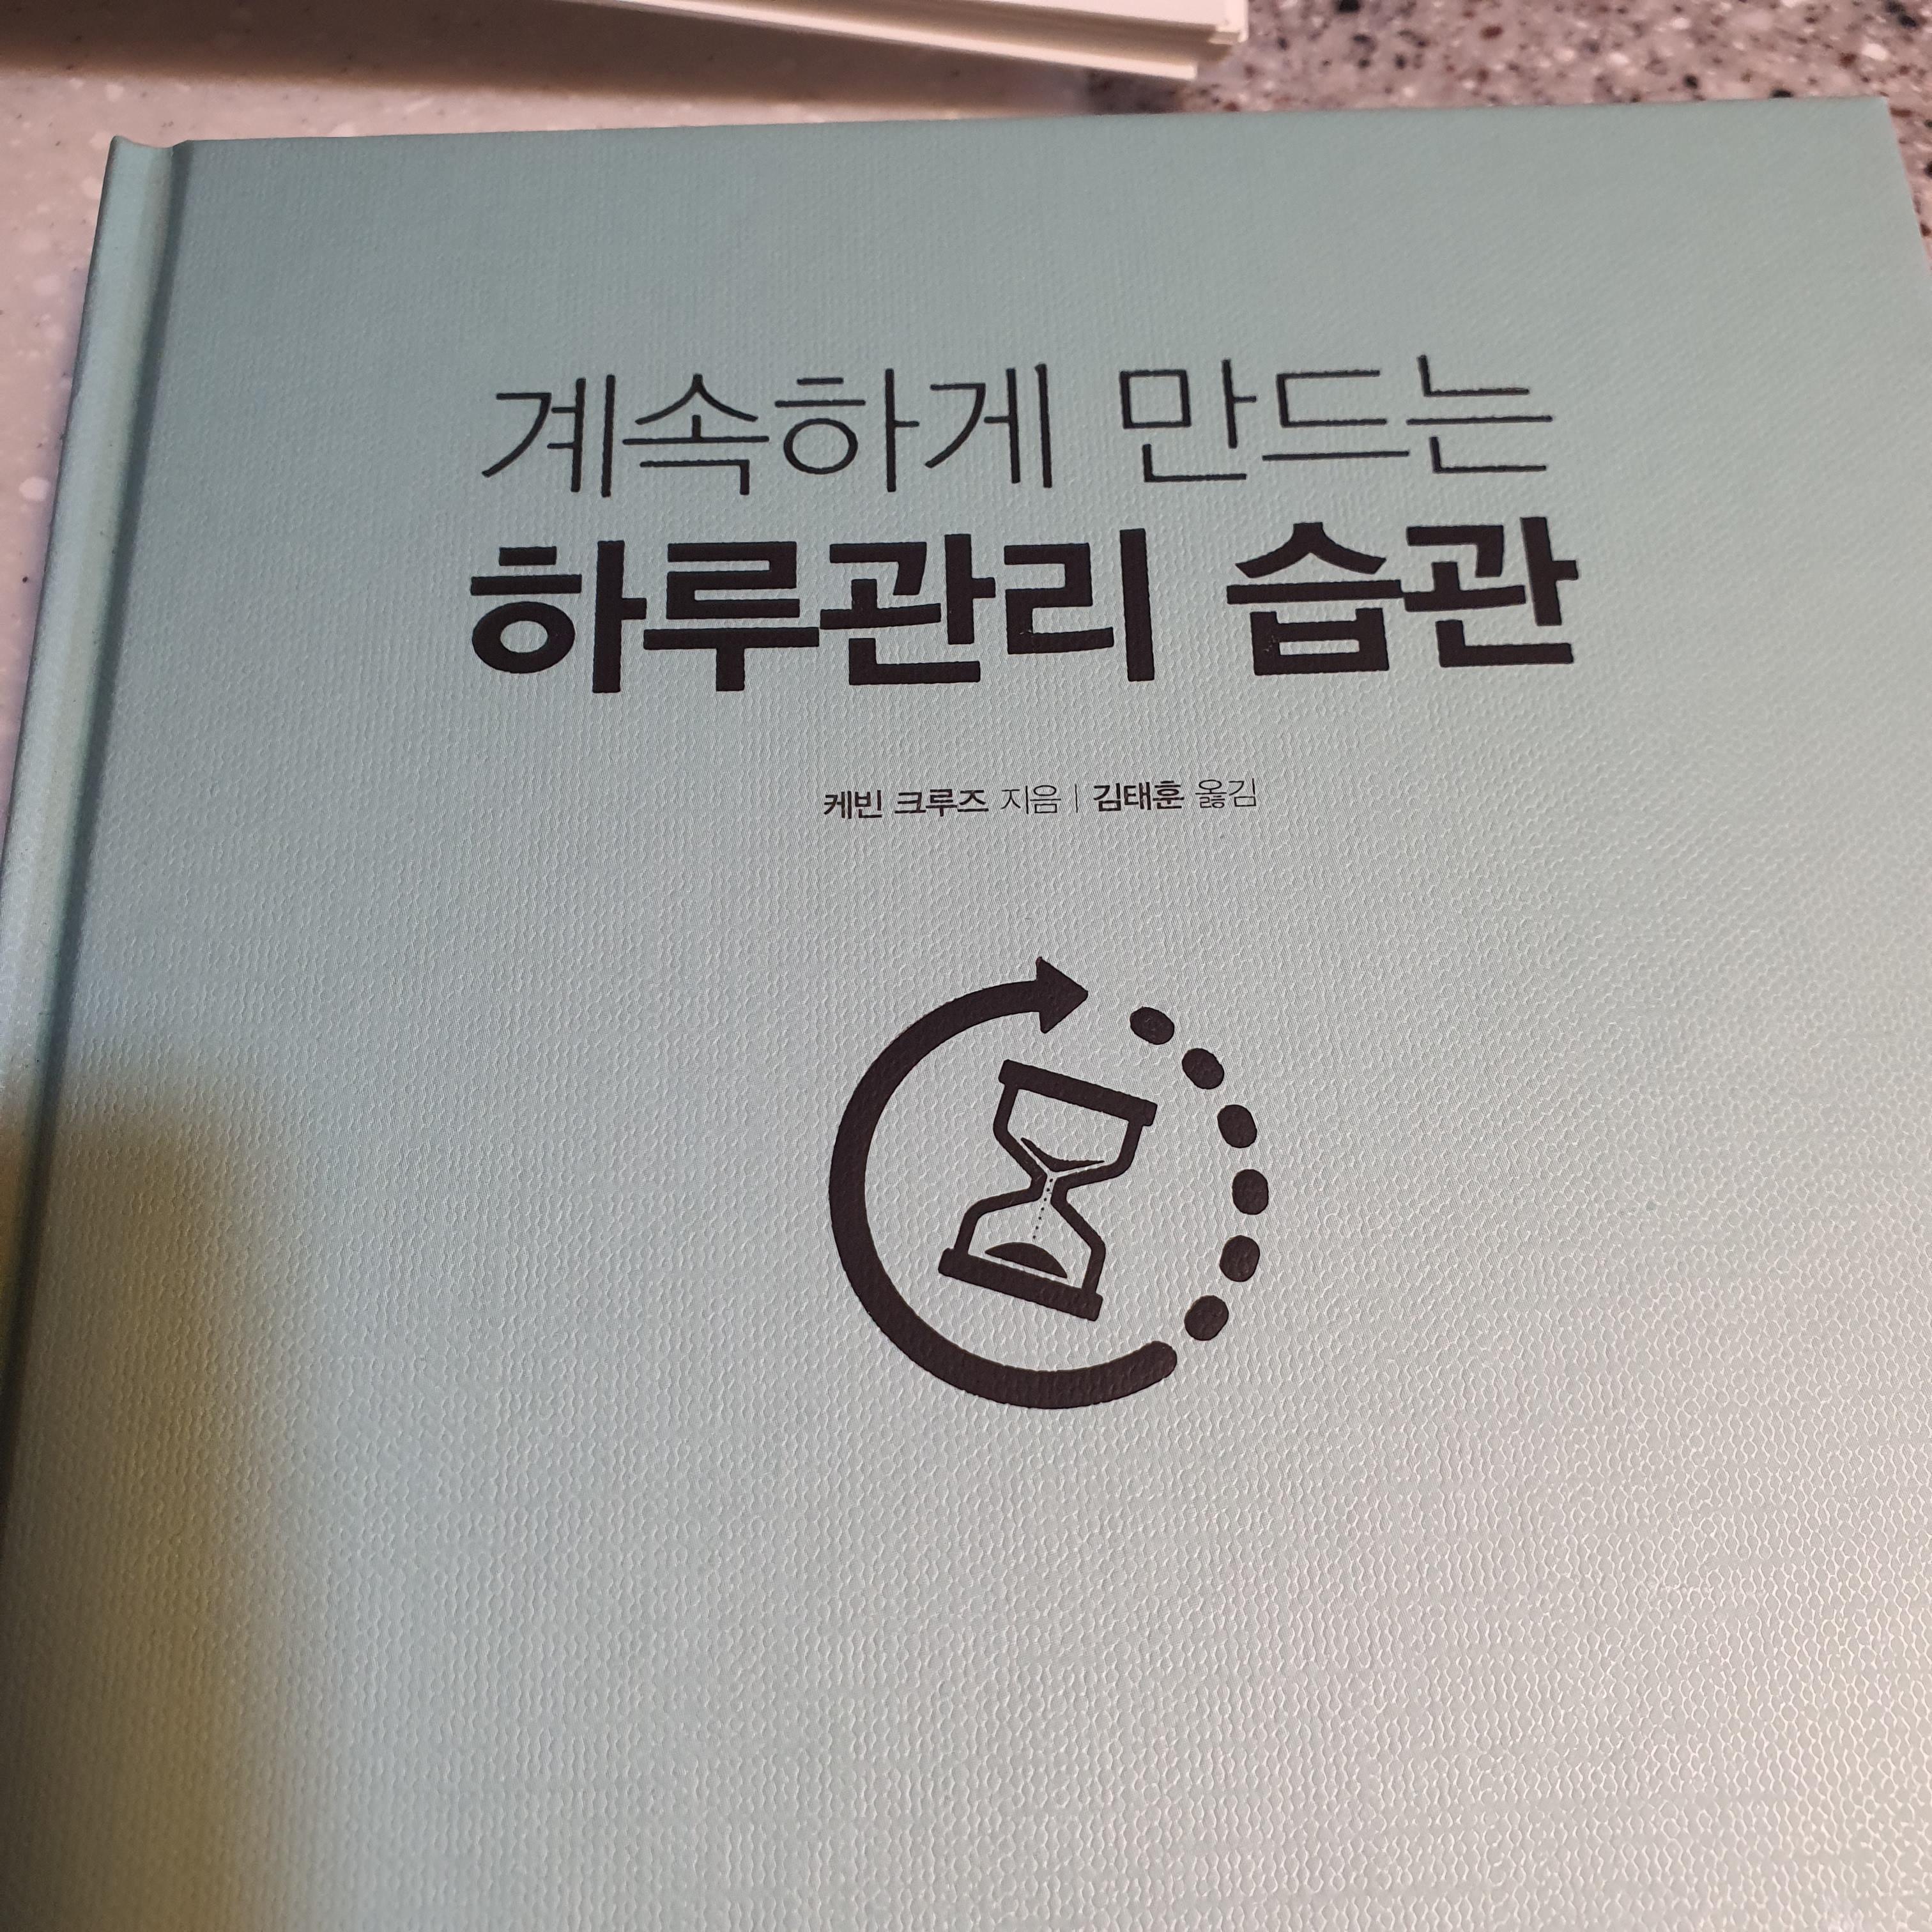 계속하게 만드는
하루관리 습관
케빈 크루즈 지음 | 김태훈 옮김